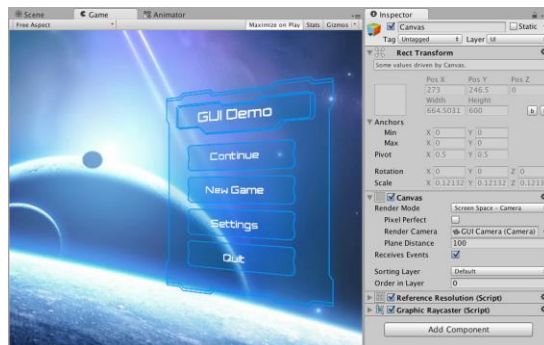 Scene
Game
Animator
Free Aspect
Maximize on Play
Stats
Gizmos
GUI Demo
Continue
New Game
Settings
Quit
Inspector
Canvas
Static
Tag Untagged
Layer UI
Rect Transform
Some values driven by Canvas.
Pos X Pos Y Pos Z
273 246.5 0
Width Height
664.5031 600
Anchors
Min X 0 Y 0
Max X 0 Y 0
Pivot X 0.5 Y 0.5
Rotation X 0 Y 0 Z 0
Scale X 0.12132 Y 0.12132 Z 0.1213
Canvas
Render Mode Screen Space - Camera
Pixel Perfect
Render Camera GUI Camera (Camera)
Plane Distance 100
Receives Events
Sorting Layer Default
Order in Layer 0
Reference Resolution (Script)
Graphic Raycaster (Script)
Add Component